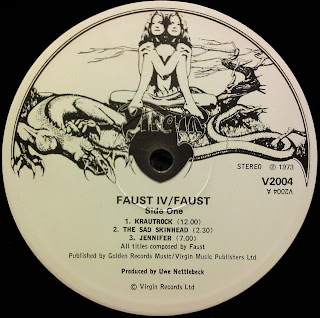 Virgin
STEREO ℗ 1973
V2004
V2004 A
FAUST IV/FAUST
Side One
1. KRAUTROCK (12.00)
2. THE SAD SKINHEAD (2.30)
3. JENNIFER (7.00)
All titles composed by Faust
Published by Golden Records Music/Virgin Music Publishers Ltd
Produced by Uwe Nettlebeck
© Virgin Records Ltd